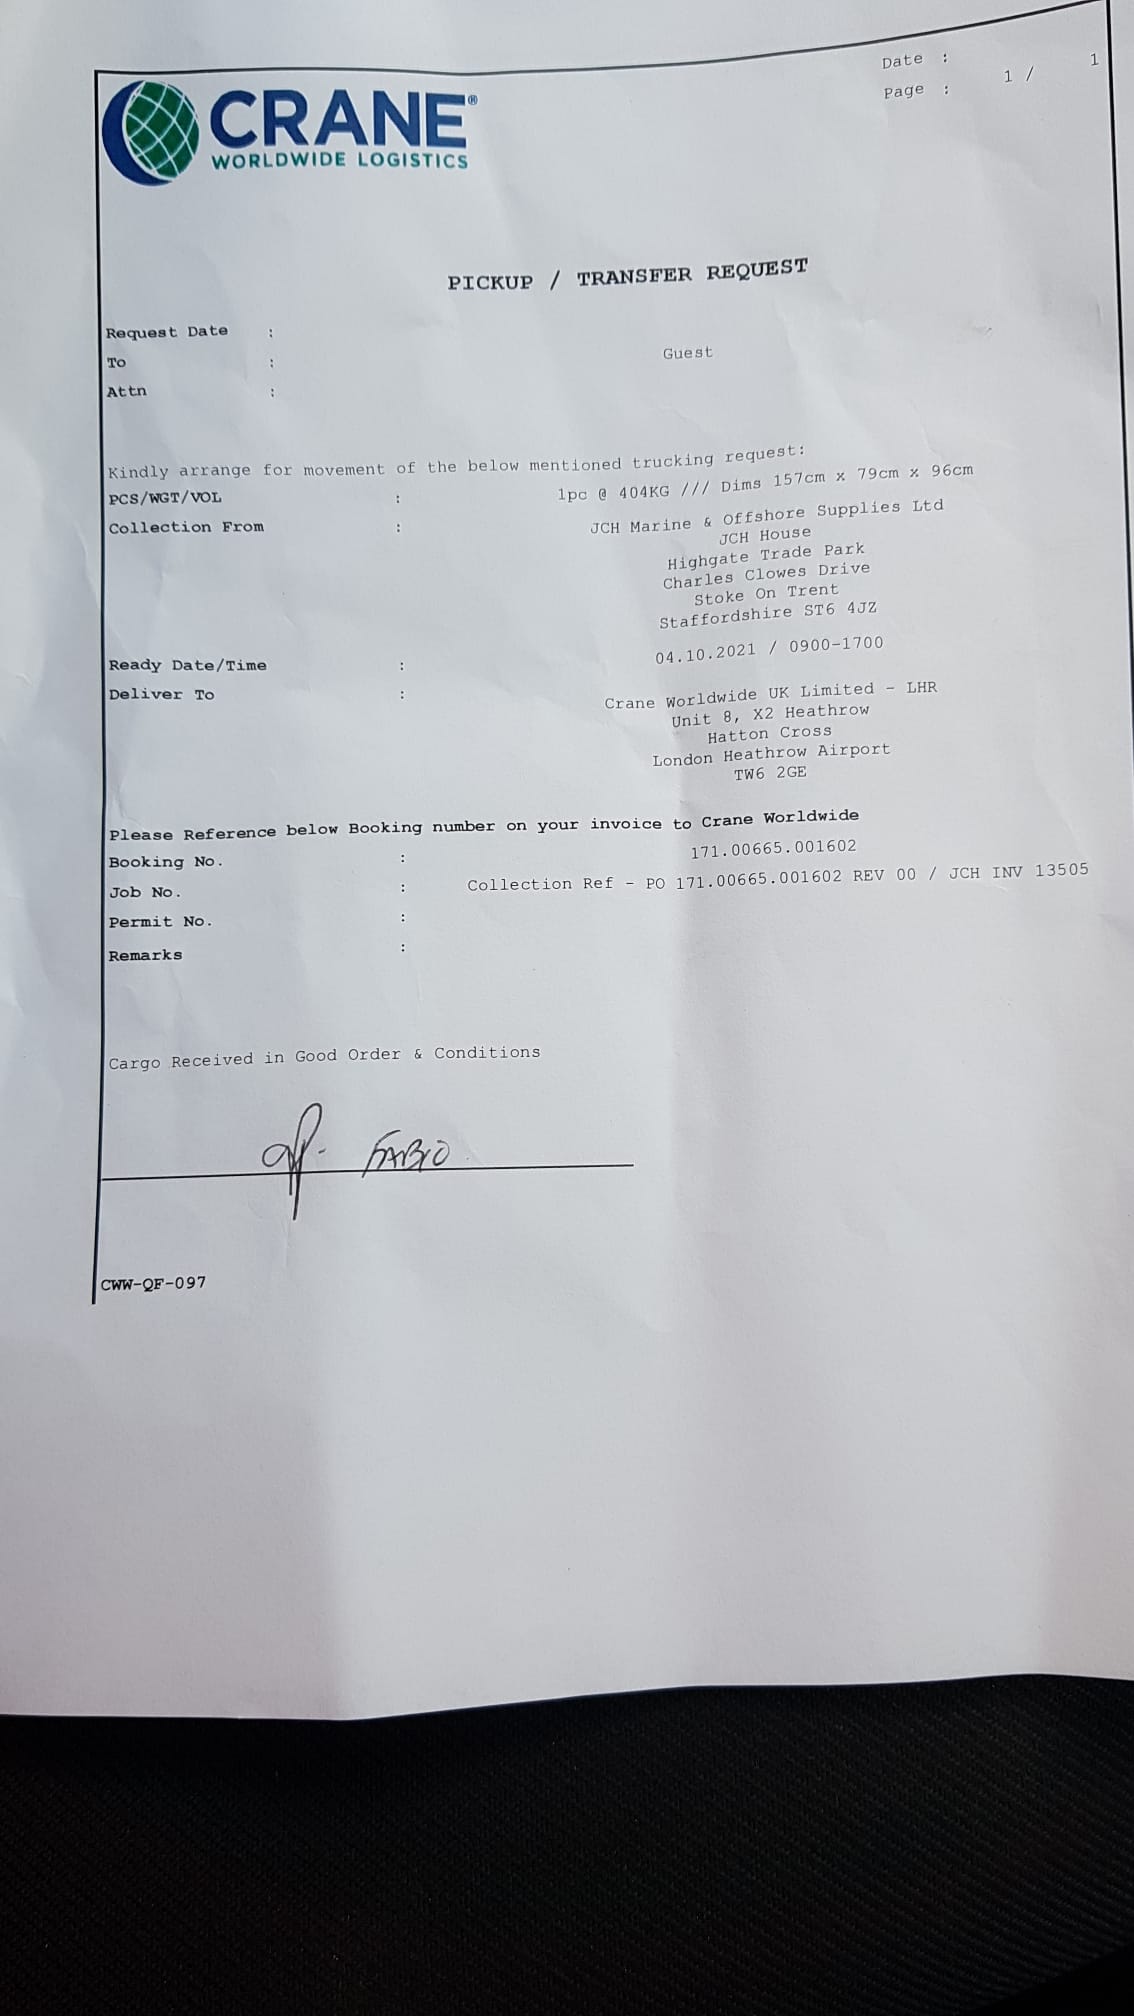 Date :
Page : 1 / 1
CRANE®
WORLDWIDE LOGISTICS
PICKUP / TRANSFER REQUEST
Request Date :
To : Guest
Attn :
Kindly arrange for movement of the below mentioned trucking request:
PCS/WGT/VOL : 1pc @ 404KG /// Dims 157cm x 79cm x 96cm
Collection From : JCH Marine & Offshore Supplies Ltd
JCH House
Highgate Trade Park
Charles Clowes Drive
Stoke On Trent
Staffordshire ST6 4JZ
Ready Date/Time : 04.10.2021 / 0900-1700
Deliver To : Crane Worldwide UK Limited - LHR
Unit 8, X2 Heathrow
Hatton Cross
London Heathrow Airport
TW6 2GE
Please Reference below Booking number on your invoice to Crane Worldwide
Booking No. : 171.00665.001602
Job No. : Collection Ref - PO 171.00665.001602 REV 00 / JCH INV 13505
Permit No. :
Remarks :
Cargo Received in Good Order & Conditions
FABIO
CWW-QF-097